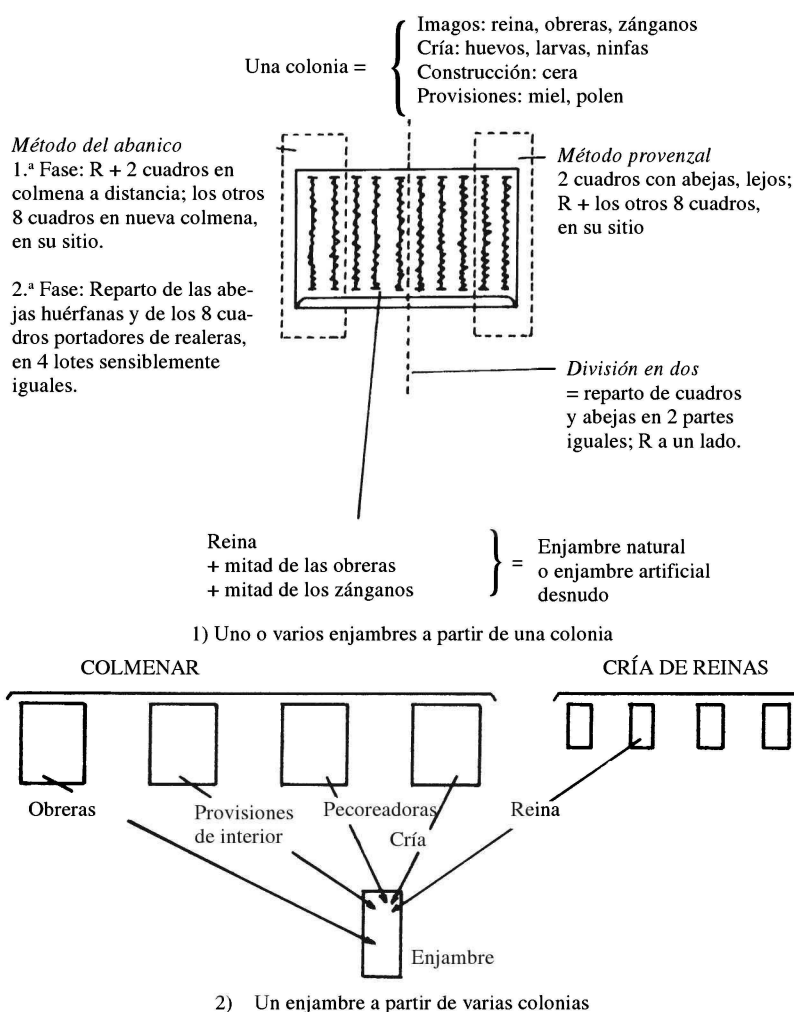 Una colonia =
Imagos: reina, obreras, zánganos
Cría: huevos, larvas, ninfas
Construcción: cera
Provisiones: miel, polen
Método del abanico
1.ª Fase: R + 2 cuadros en
colmena a distancia; los otros
8 cuadros en nueva colmena,
en su sitio.
2.ª Fase: Reparto de las abe-
jas huérfanas y de los 8 cua-
dros portadores de realeras,
en 4 lotes sensiblemente
iguales.
Método provenzal
2 cuadros con abejas, lejos;
R + los otros 8 cuadros,
en su sitio
División en dos
= reparto de cuadros
y abejas en 2 partes
iguales; R a un lado.
Reina
+ mitad de las obreras
+ mitad de los zánganos
=
Enjambre natural
o enjambre artificial
desnudo
1) Uno o varios enjambres a partir de una colonia
COLMENAR
CRÍA DE REINAS
Obreras
Provisiones
de interior
Pecoreadoras
Cría
Reina
Enjambre
2) Un enjambre a partir de varias colonias